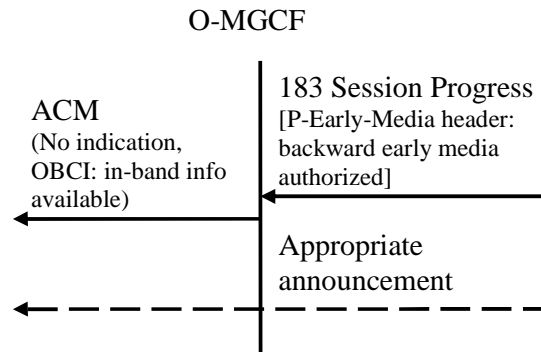 O-MGCF
ACM
(No indication,
OBCI: in-band info
available)
183 Session Progress
[P-Early-Media header:
backward early media
authorized]
Appropriate
announcement